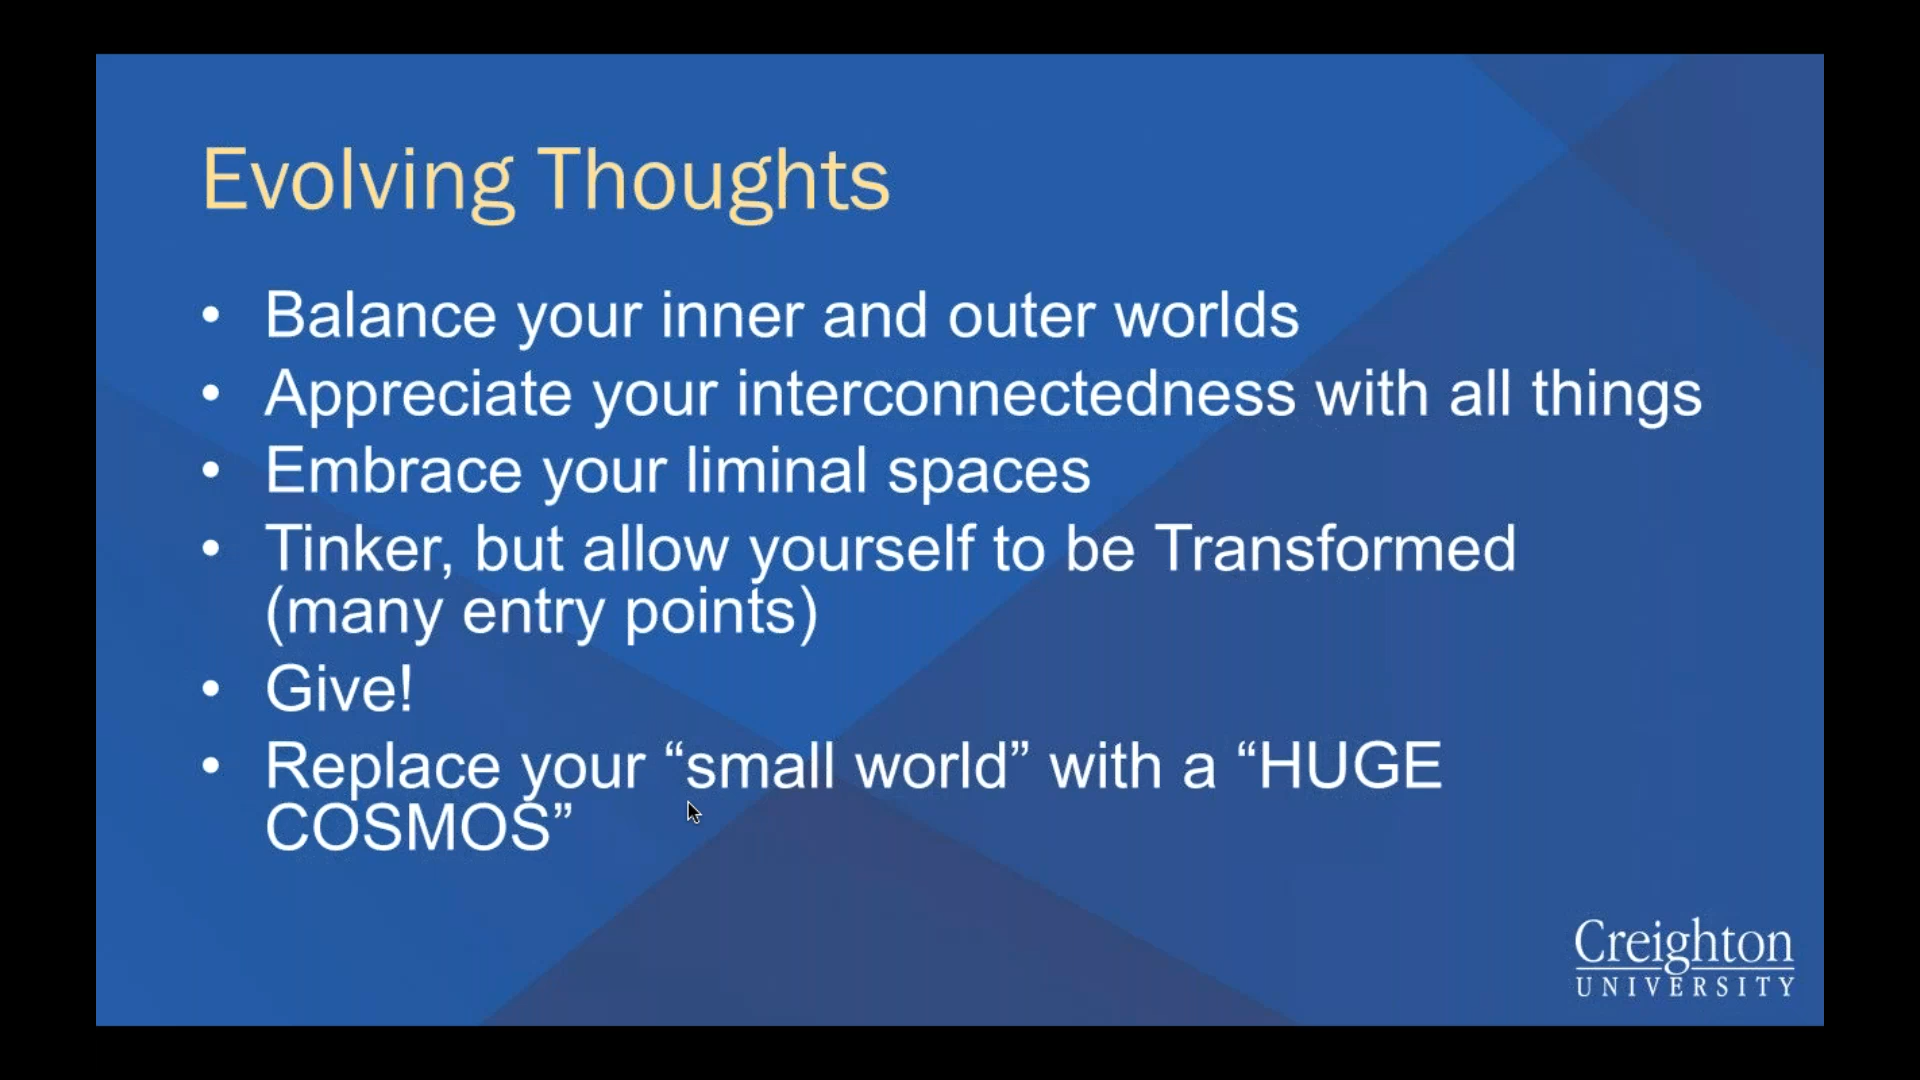 Evolving Thoughts
• Balance your inner and outer worlds
• Appreciate your interconnectedness with all things
• Embrace your liminal spaces
• Tinker, but allow yourself to be Transformed
(many entry points)
• Give!
• Replace your “small world” with a “HUGE
COSMOS”
Creighton
UNIVERSITY